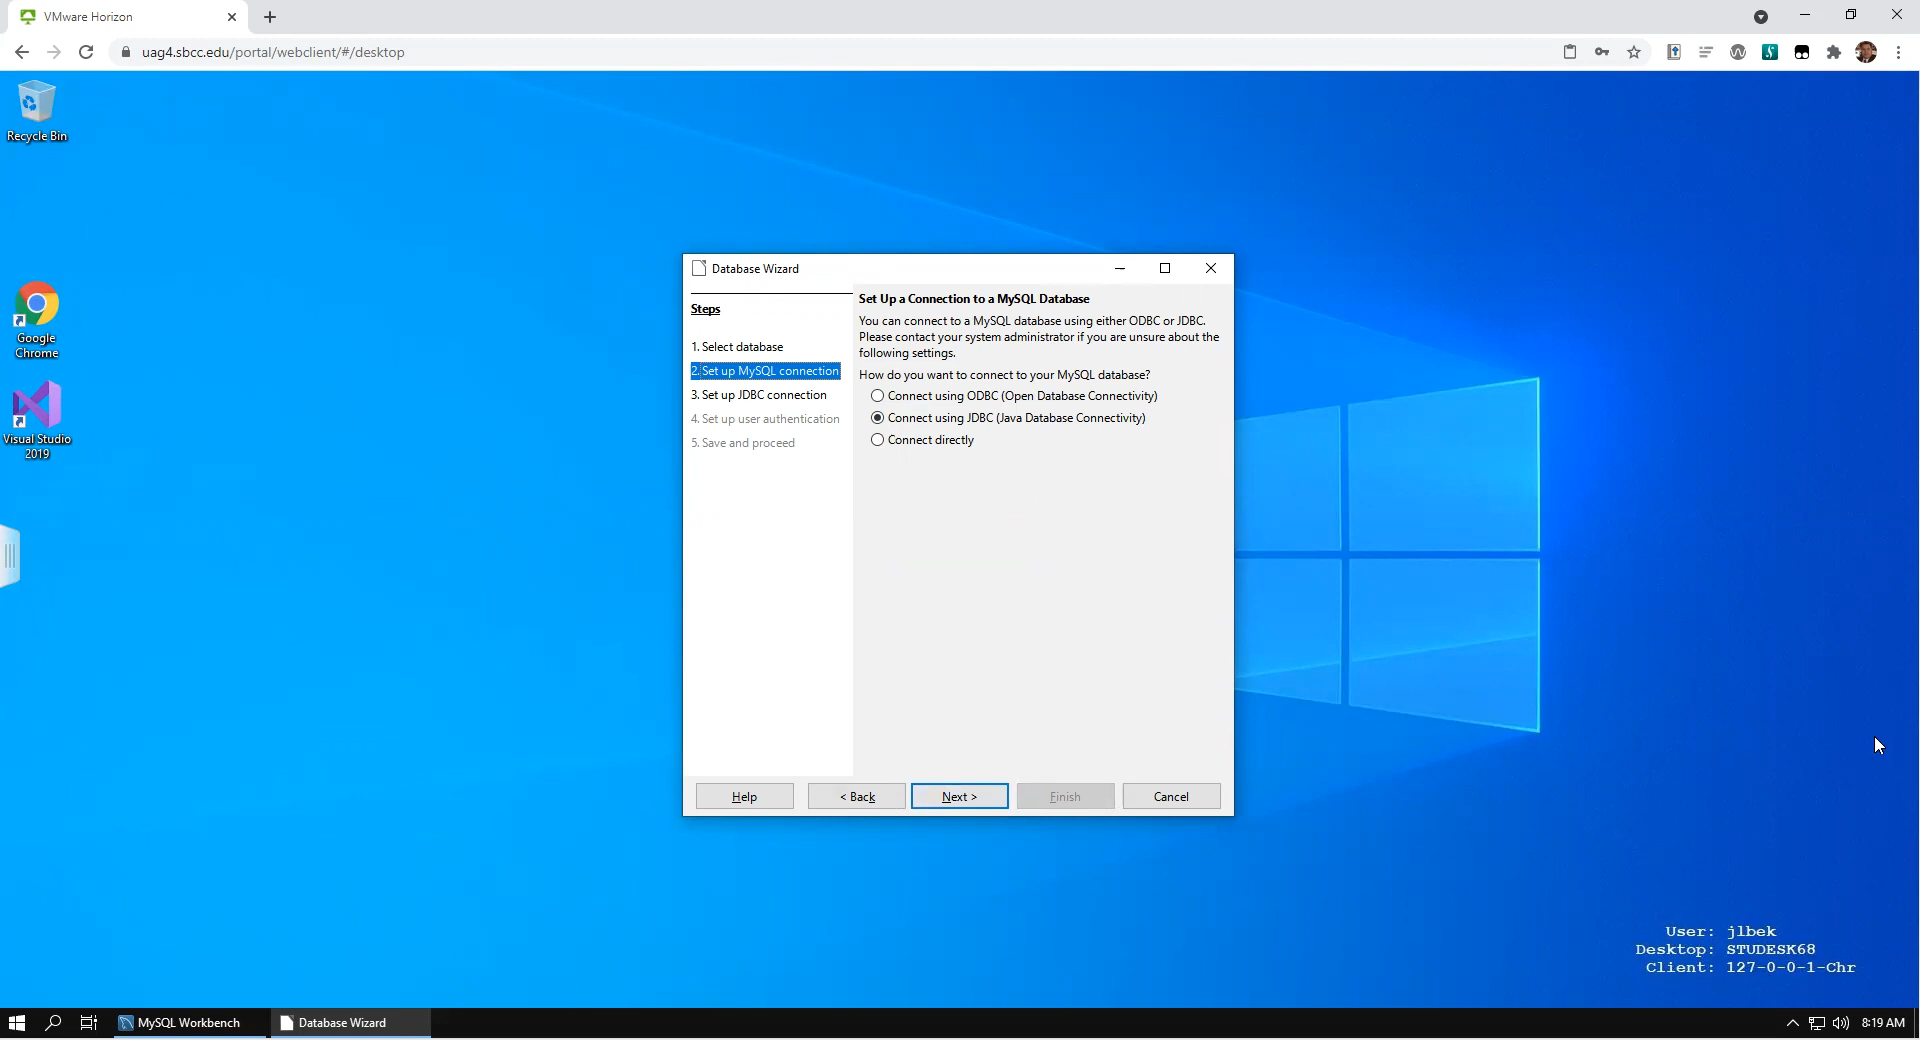 VMware Horizon
uag4.sbcc.edu/portal/webclient/#/desktop
Recycle Bin
Google
Chrome
Visual Studio
2019
Database Wizard
Steps
1. Select database
2. Set up MySQL connection
3. Set up JDBC connection
4. Set up user authentication
5. Save and proceed
Set Up a Connection to a MySQL Database
You can connect to a MySQL database using either ODBC or JDBC.
Please contact your system administrator if you are unsure about the
following settings.
How do you want to connect to your MySQL database?
Connect using ODBC (Open Database Connectivity)
Connect using JDBC (Java Database Connectivity)
Connect directly
Help
< Back
Next >
Finish
Cancel
User: jlbek
Desktop: STUDESK68
Client: 127-0-0-1-Chr
MySQL Workbench
Database Wizard
8:19 AM